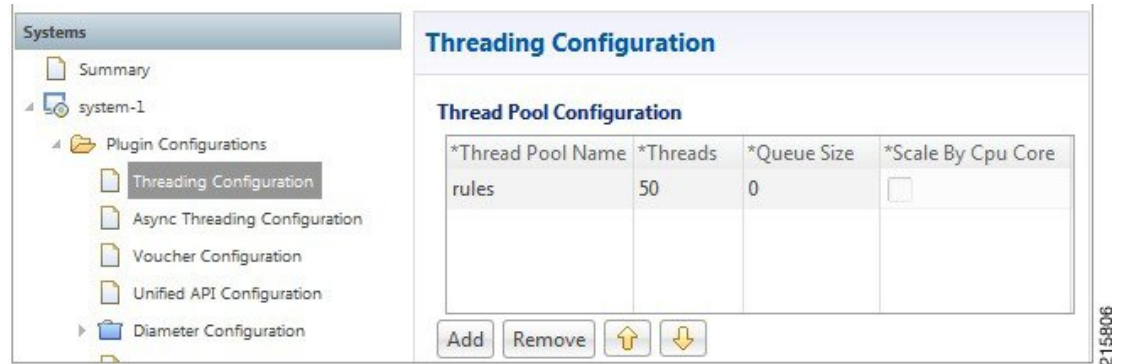 Systems
Summary
system-1
Plugin Configurations
Threading Configuration
Async Threading Configuration
Voucher Configuration
Unified API Configuration
Diameter Configuration
Threading Configuration
Thread Pool Configuration
*Thread Pool Name *Threads *Queue Size *Scale By Cpu Core
rules 50 0
Add Remove
215806